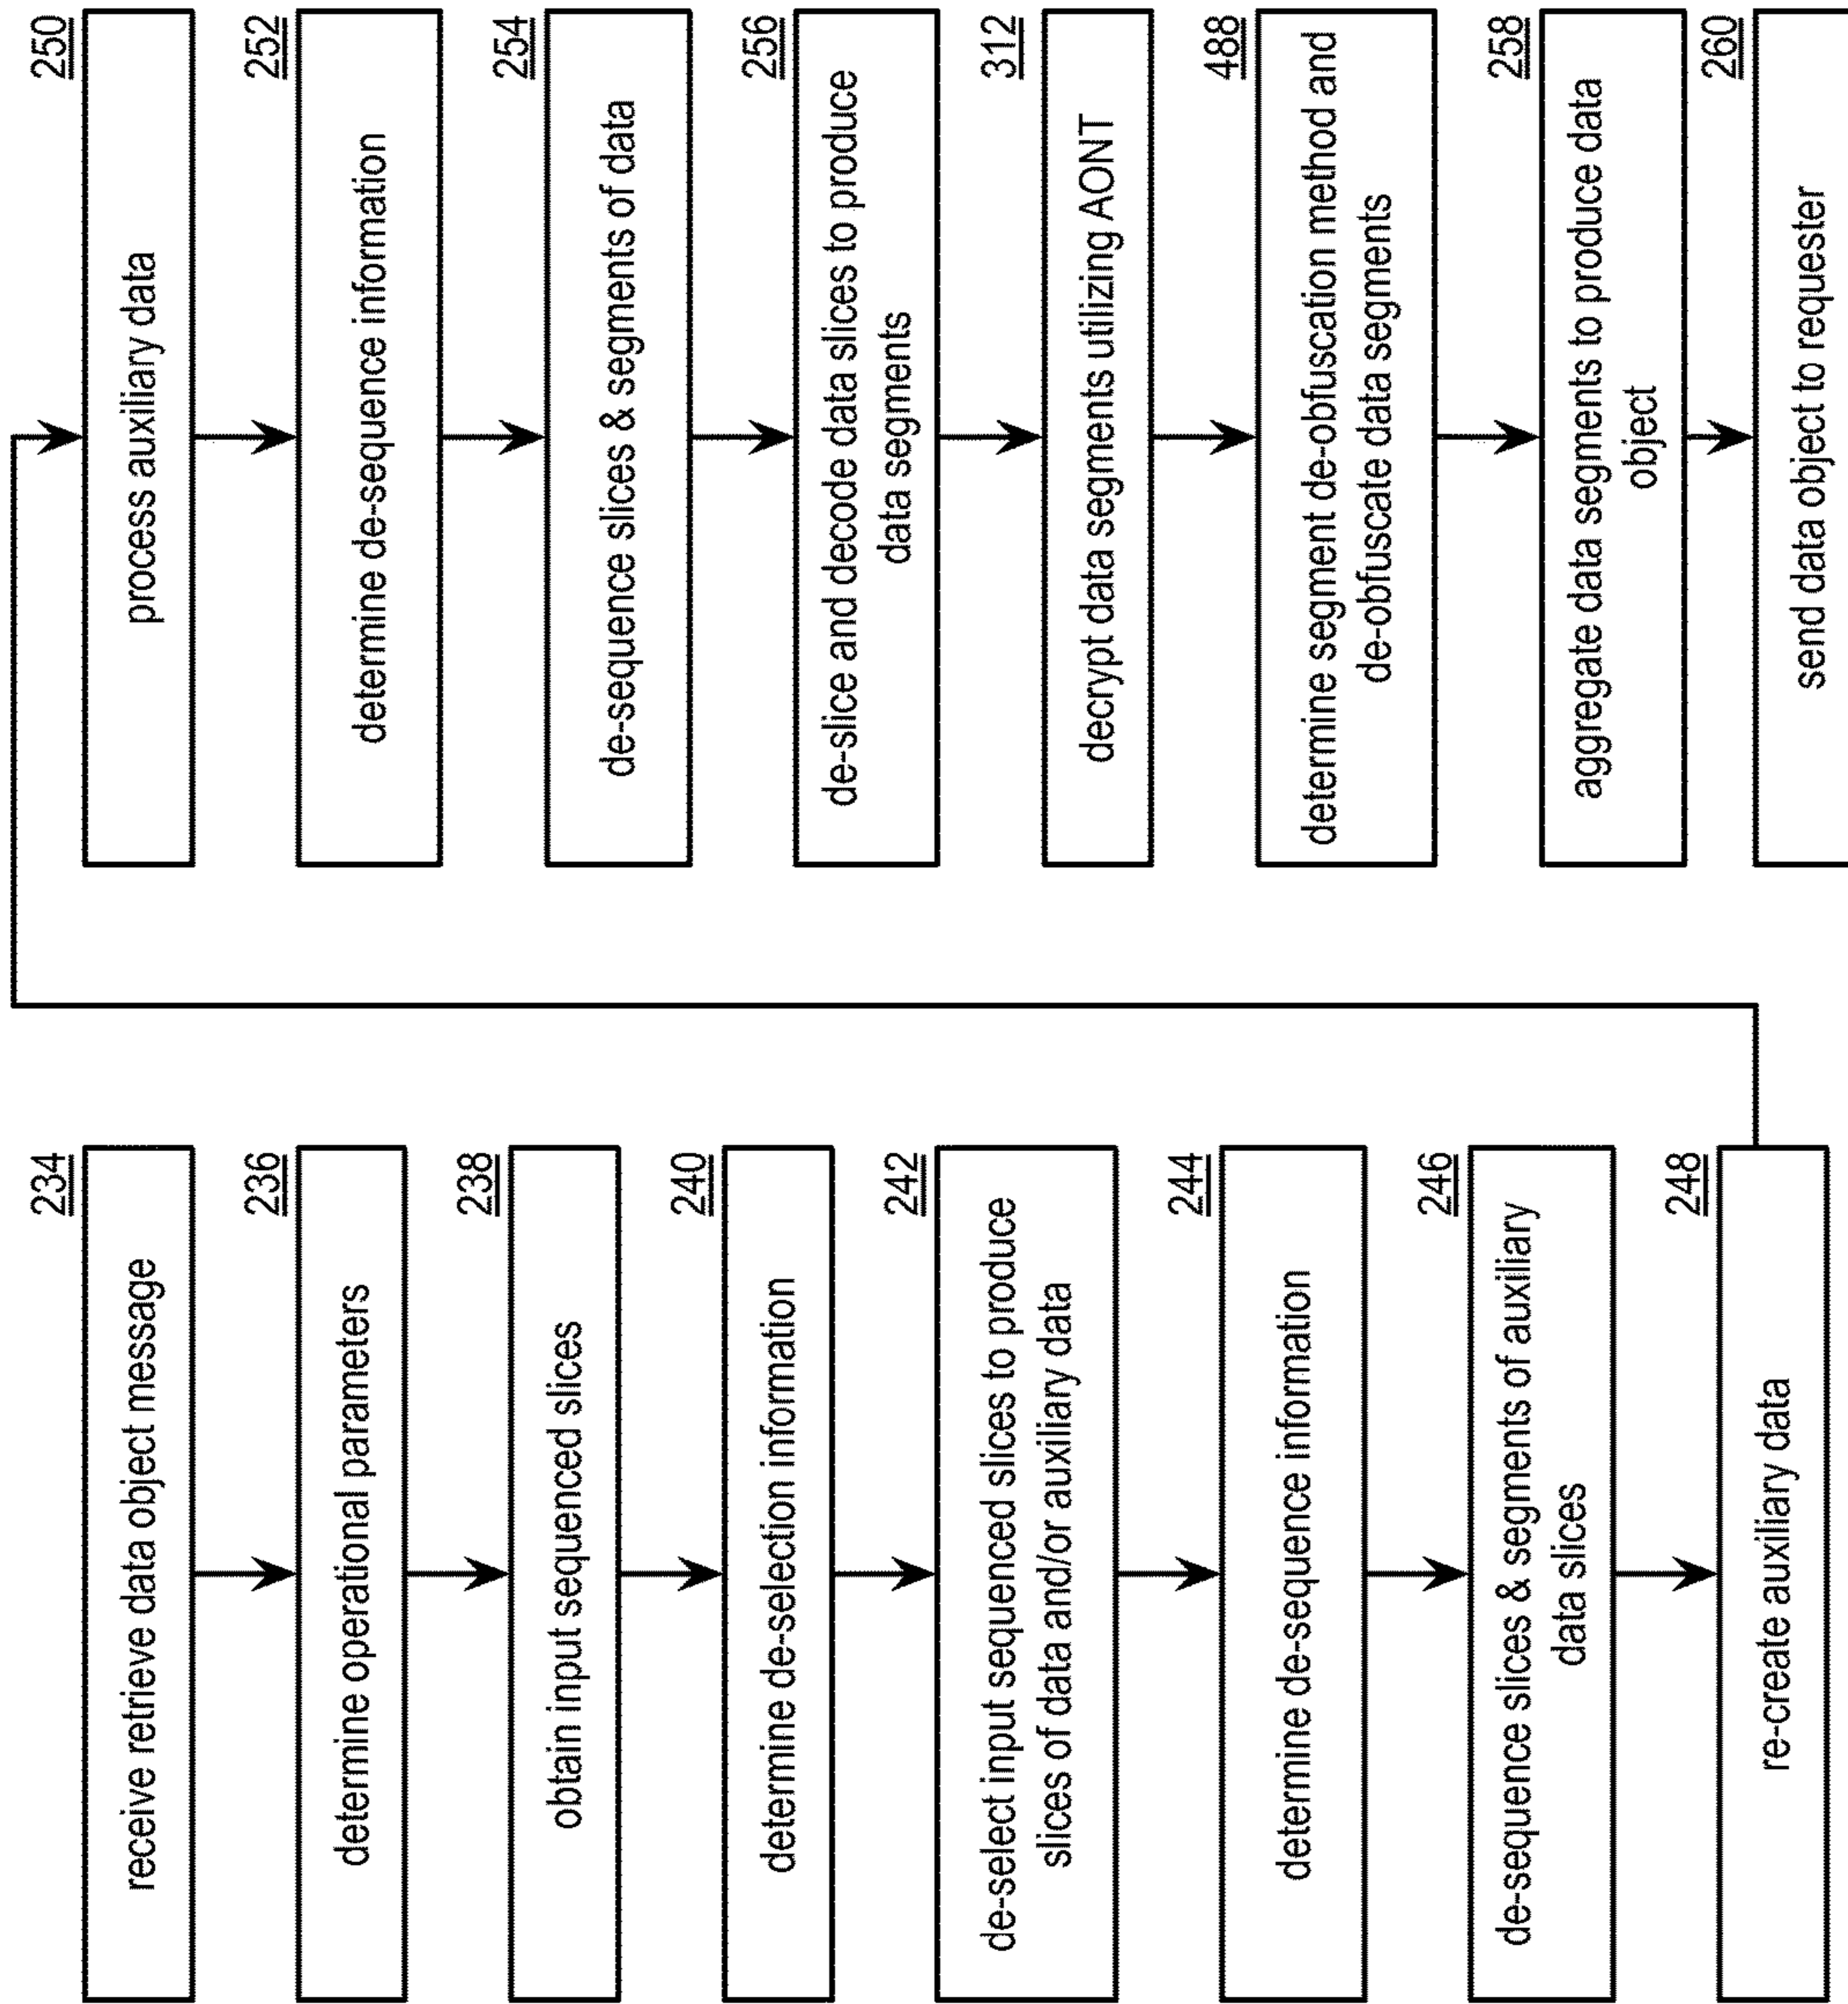 234
receive retrieve data object message
236
determine operational parameters
238
obtain input sequenced slices
240
determine de-selection information
242
de-select input sequenced slices to produce
slices of data and/or auxiliary data
244
determine de-sequence information
246
de-sequence slices & segments of auxiliary
data slices
248
re-create auxiliary data
250
process auxiliary data
252
determine de-sequence information
254
de-sequence slices & segments of data
256
de-slice and decode data slices to produce
data segments
312
decrypt data segments utilizing AONT
488
determine segment de-obfuscation method and
de-obfuscate data segments
258
aggregate data segments to produce data
object
260
send data object to requester